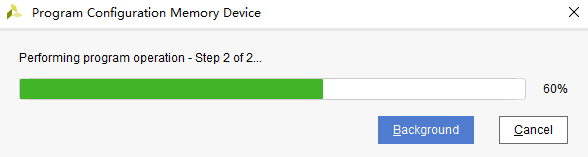 Program Configuration Memory Device
Performing program operation - Step 2 of 2...
60%
Background
Cancel